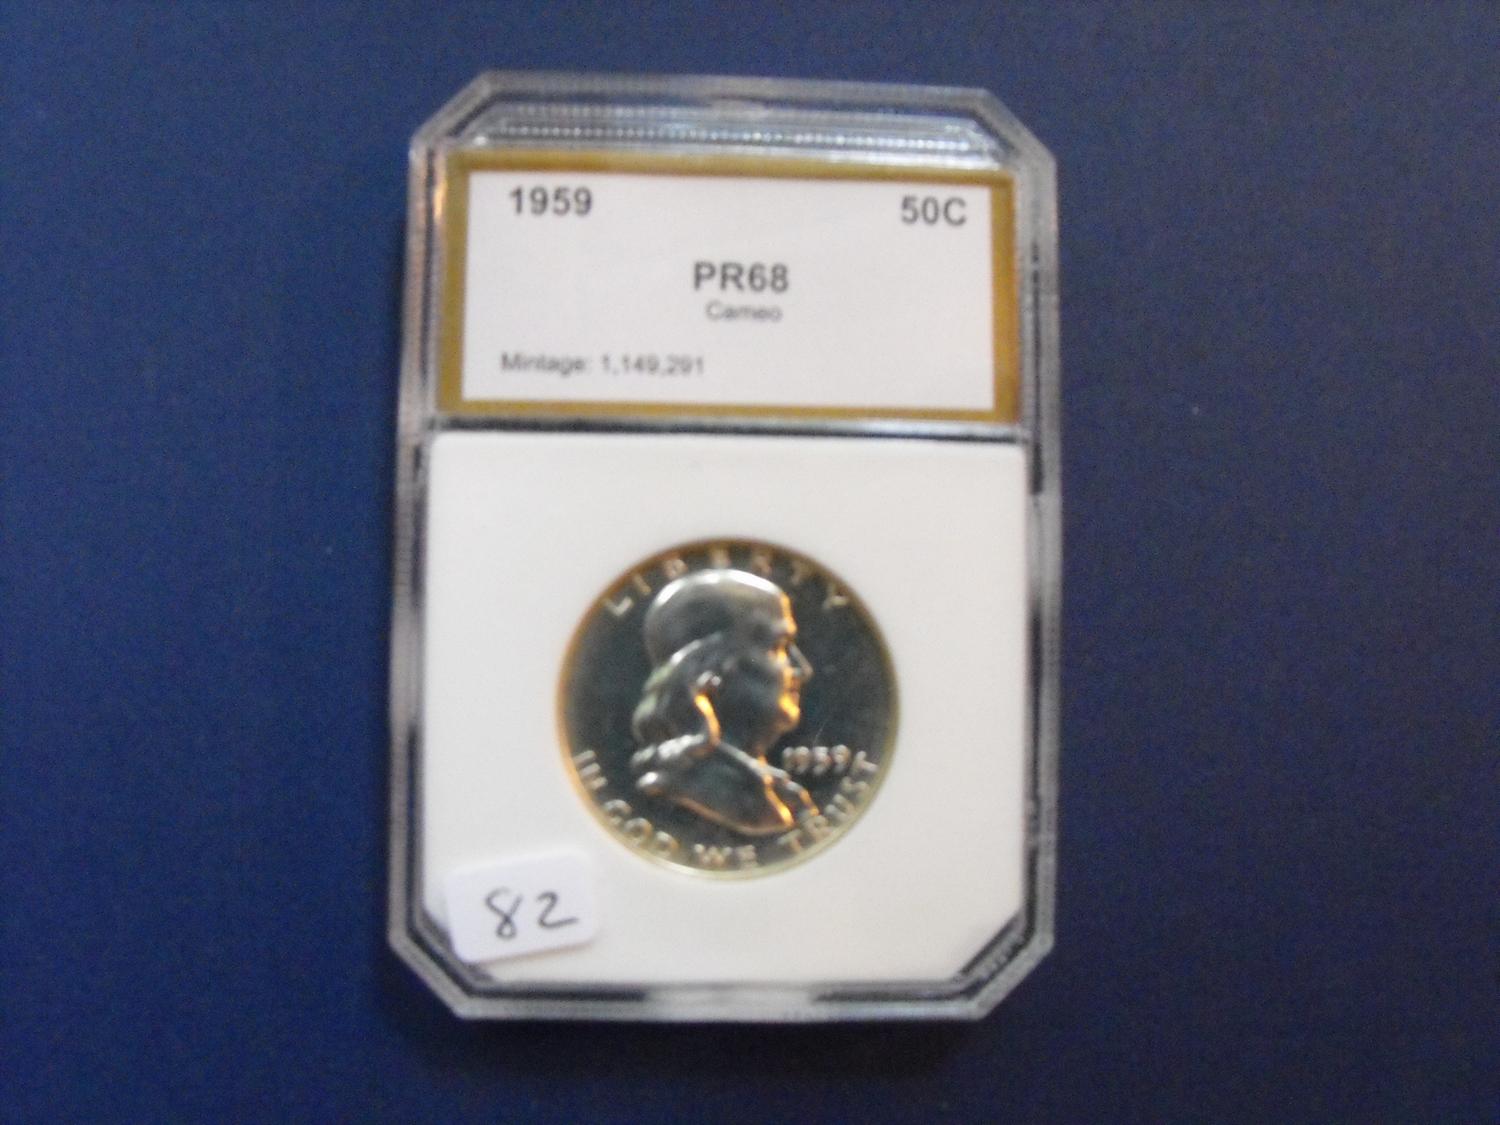 1959 50C
PR68
Cameo
Mintage: 1,149,291
LIBERTY
1959
IN GOD WE TRUST
82